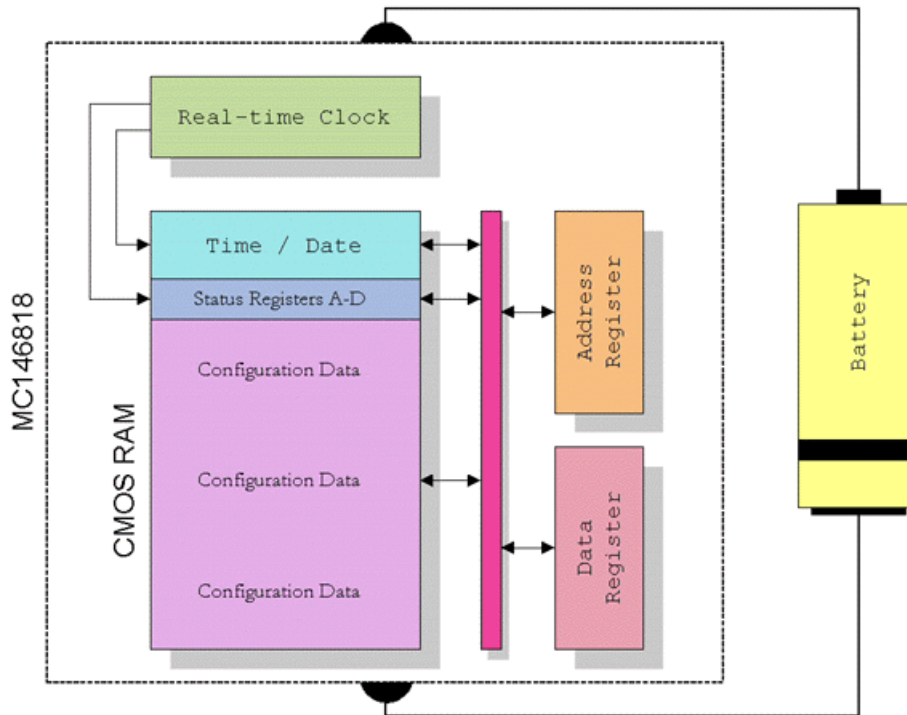 Real-time Clock
Time / Date
Status Registers A-D
Configuration Data
Configuration Data
Configuration Data
CMOS RAM
MC146818
Address
Register
Data
Register
Battery